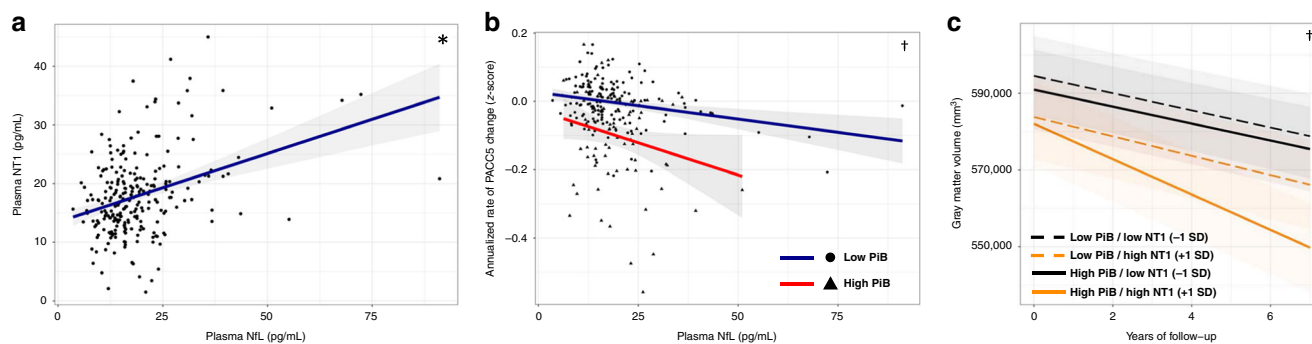 a
*
Plasma NT1 (pg/mL)
40
30
20
10
0
0
25
50
75
Plasma NfL (pg/mL)
b
†
Annualized rate of PACC5 change (z-score)
0.2
0.0
−0.2
−0.4
0
25
50
75
Plasma NfL (pg/mL)
Low PiB
High PiB
c
†
Gray matter volume (mm³)
590,000
570,000
550,000
Low PiB / low NT1 (−1 SD)
Low PiB / high NT1 (+1 SD)
High PiB / low NT1 (−1 SD)
High PiB / high NT1 (+1 SD)
0
2
4
6
Years of follow−up